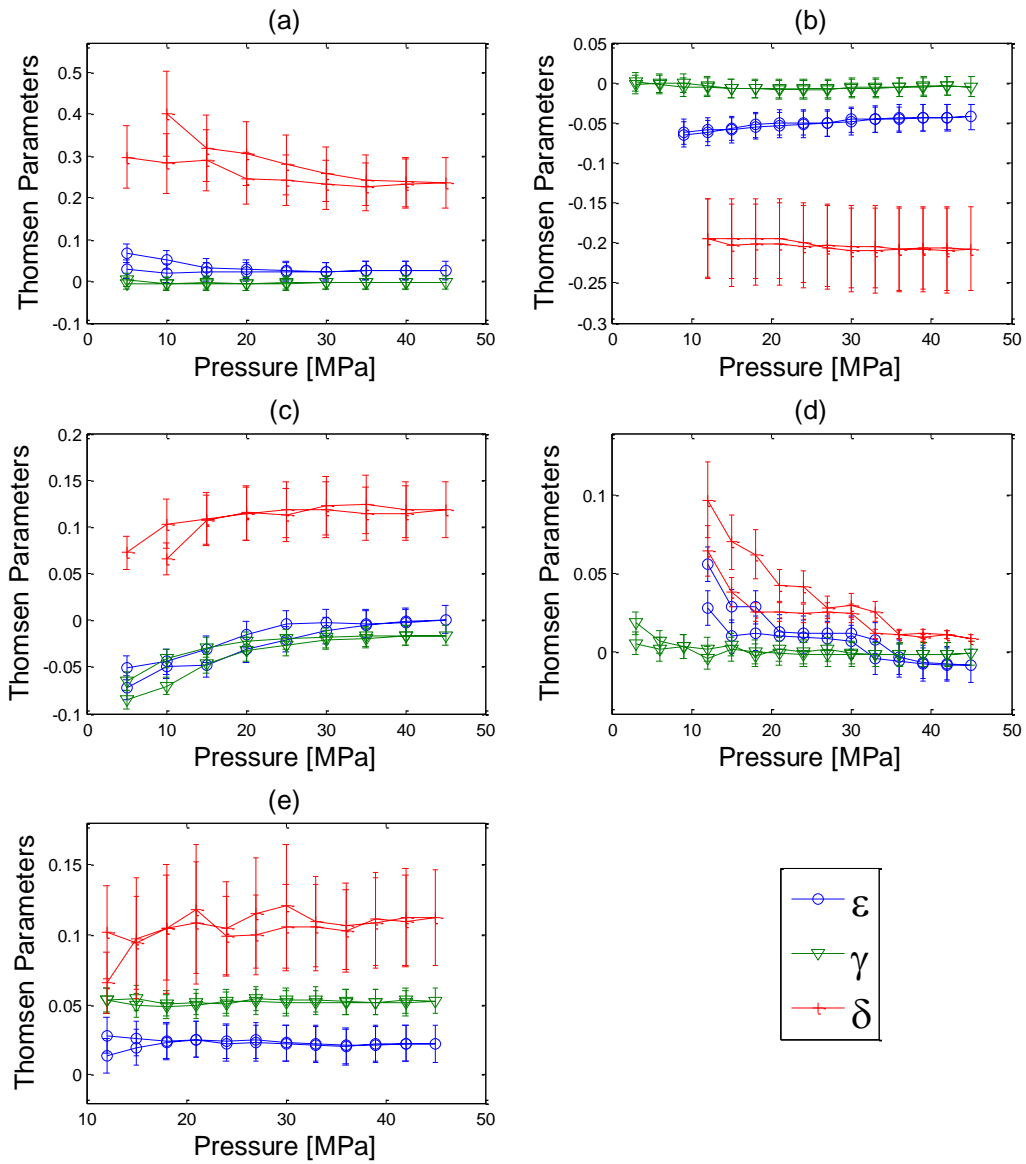 (a)
Thomsen Parameters
0.5
0.4
0.3
0.2
0.1
0
-0.1
0 10 20 30 40 50
Pressure [MPa]
(b)
Thomsen Parameters
0.05
0
-0.05
-0.1
-0.15
-0.2
-0.25
-0.3
0 10 20 30 40 50
Pressure [MPa]
(c)
Thomsen Parameters
0.2
0.15
0.1
0.05
0
-0.05
-0.1
0 10 20 30 40 50
Pressure [MPa]
(d)
Thomsen Parameters
0.1
0.05
0
0 10 20 30 40 50
Pressure [MPa]
(e)
Thomsen Parameters
0.15
0.1
0.05
0
10 20 30 40 50
Pressure [MPa]
ε
γ
δ